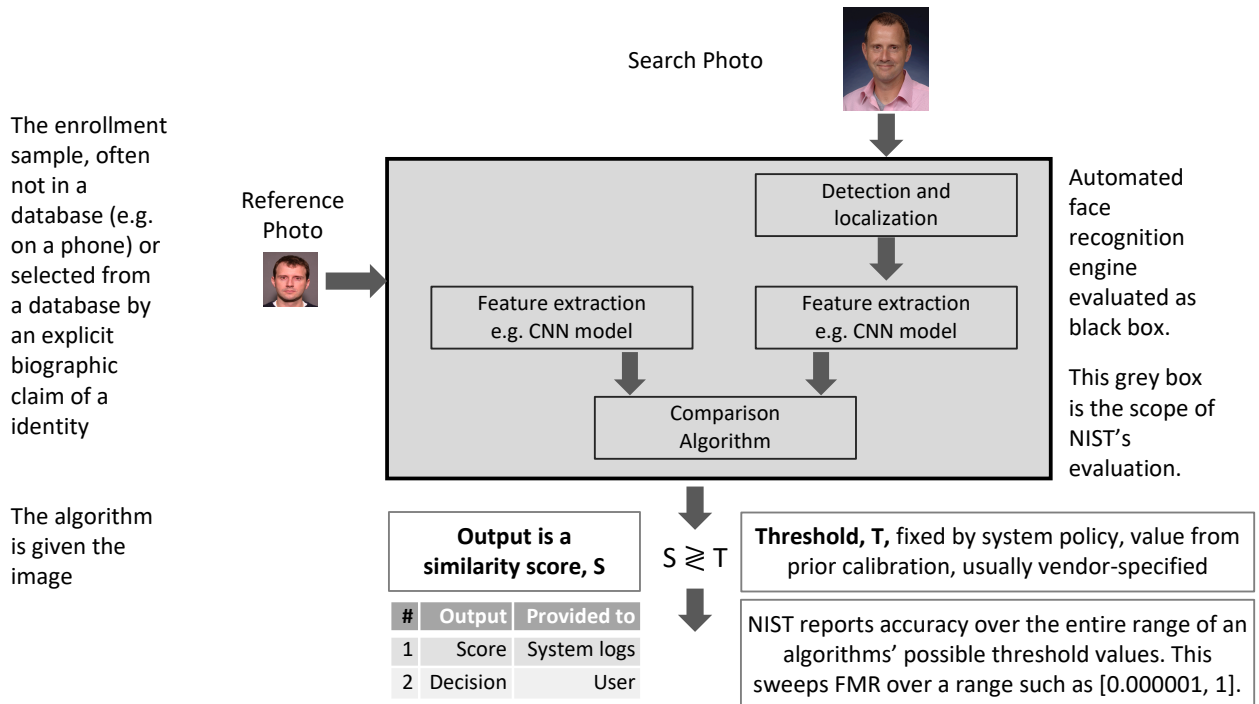 Search Photo
The enrollment
sample, often
not in a
database (e.g.
on a phone) or
selected from
a database by
an explicit
biographic
claim of a
identity
The algorithm
is given the
image
Reference
Photo
Detection and
localization
Feature extraction
e.g. CNN model
Feature extraction
e.g. CNN model
Comparison
Algorithm
Automated
face
recognition
engine
evaluated as
black box.
This grey box
is the scope of
NIST’s
evaluation.
Output is a
similarity score, S
S ≷ T
Threshold, T, fixed by system policy, value from
prior calibration, usually vendor-specified
# Output Provided to
1 Score System logs
2 Decision User
NIST reports accuracy over the entire range of an
algorithms’ possible threshold values. This
sweeps FMR over a range such as [0.000001, 1].